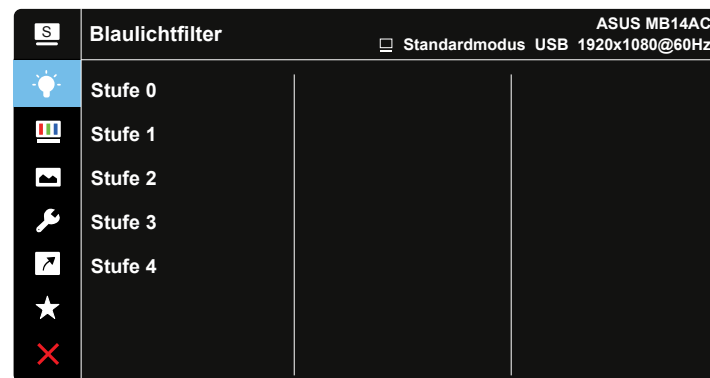 S
Blaulichtfilter
ASUS MB14AC
Standardmodus USB 1920x1080@60Hz
Stufe 0
Stufe 1
Stufe 2
Stufe 3
Stufe 4